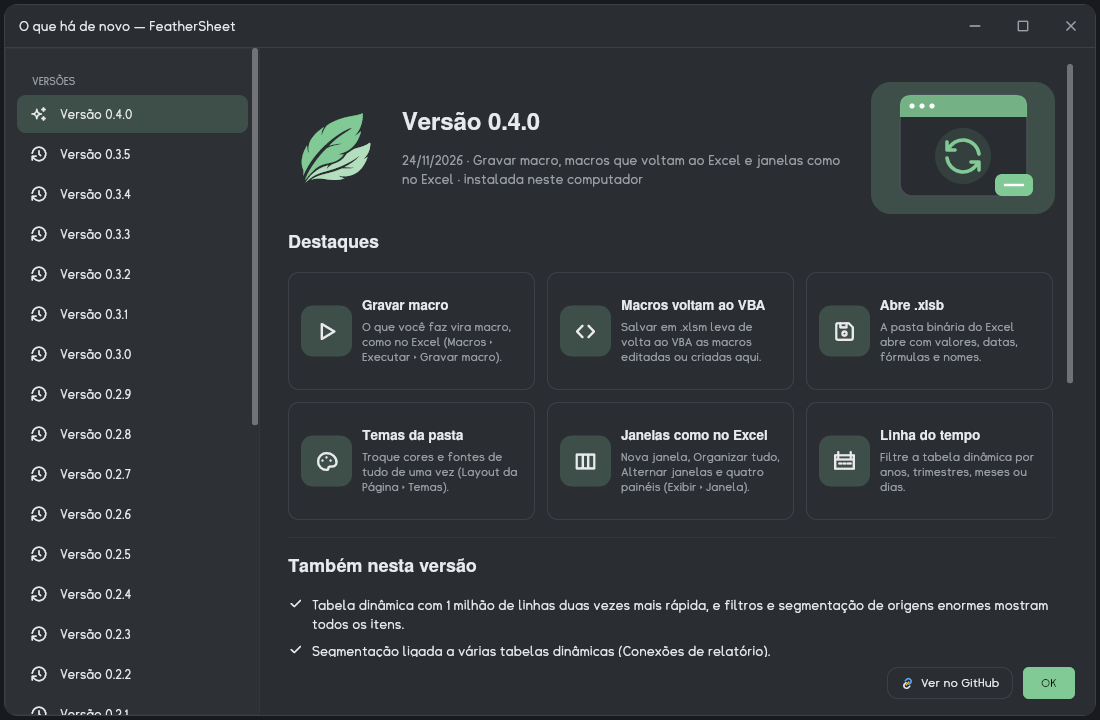 O que há de novo — FeatherSheet
VERSÕES
Versão 0.4.0
Versão 0.3.5
Versão 0.3.4
Versão 0.3.3
Versão 0.3.2
Versão 0.3.1
Versão 0.3.0
Versão 0.2.9
Versão 0.2.8
Versão 0.2.7
Versão 0.2.6
Versão 0.2.5
Versão 0.2.4
Versão 0.2.3
Versão 0.2.2
Versão 0.2.1
Versão 0.4.0
24/11/2026 · Gravar macro, macros que voltam ao Excel e janelas como
no Excel · instalada neste computador
Destaques
Gravar macro
O que você faz vira macro,
como no Excel (Macros ▸
Executar ▸ Gravar macro).
Macros voltam ao VBA
Salvar em .xlsm leva de
volta ao VBA as macros
editadas ou criadas aqui.
Abre .xlsb
A pasta binária do Excel
abre com valores, datas,
fórmulas e nomes.
Temas da pasta
Troque cores e fontes de
tudo de uma vez (Layout da
Página ▸ Temas).
Janelas como no Excel
Nova janela, Organizar tudo,
Alternar janelas e quatro
painéis (Exibir ▸ Janela).
Linha do tempo
Filtre a tabela dinâmica por
anos, trimestres, meses ou
dias.
Também nesta versão
Tabela dinâmica com 1 milhão de linhas duas vezes mais rápida, e filtros e segmentação de origens enormes mostram
todos os itens.
Segmentação ligada a várias tabelas dinâmicas (Conexões de relatório).
Ver no GitHub
OK